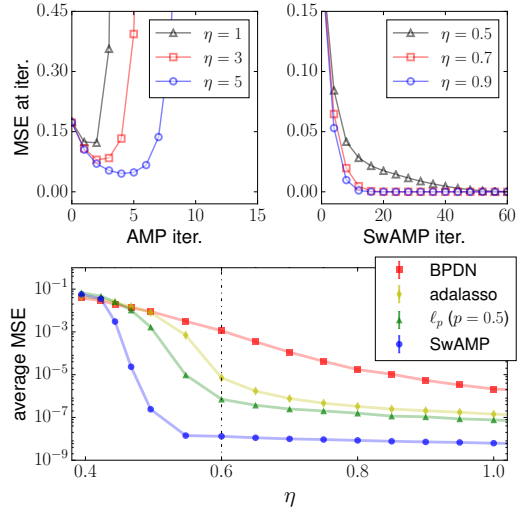 MSE at iter.
0.45
0.30
0.15
0.00
η = 1
η = 3
η = 5
0 5 10 15
AMP iter.
0.15
0.10
0.05
0.00
η = 0.5
η = 0.7
η = 0.9
0 20 40 60
SwAMP iter.
average MSE
10⁻¹
10⁻³
10⁻⁵
10⁻⁷
10⁻⁹
BPDN
adalasso
ℓₚ (p = 0.5)
SwAMP
0.4 0.6 0.8 1.0
η